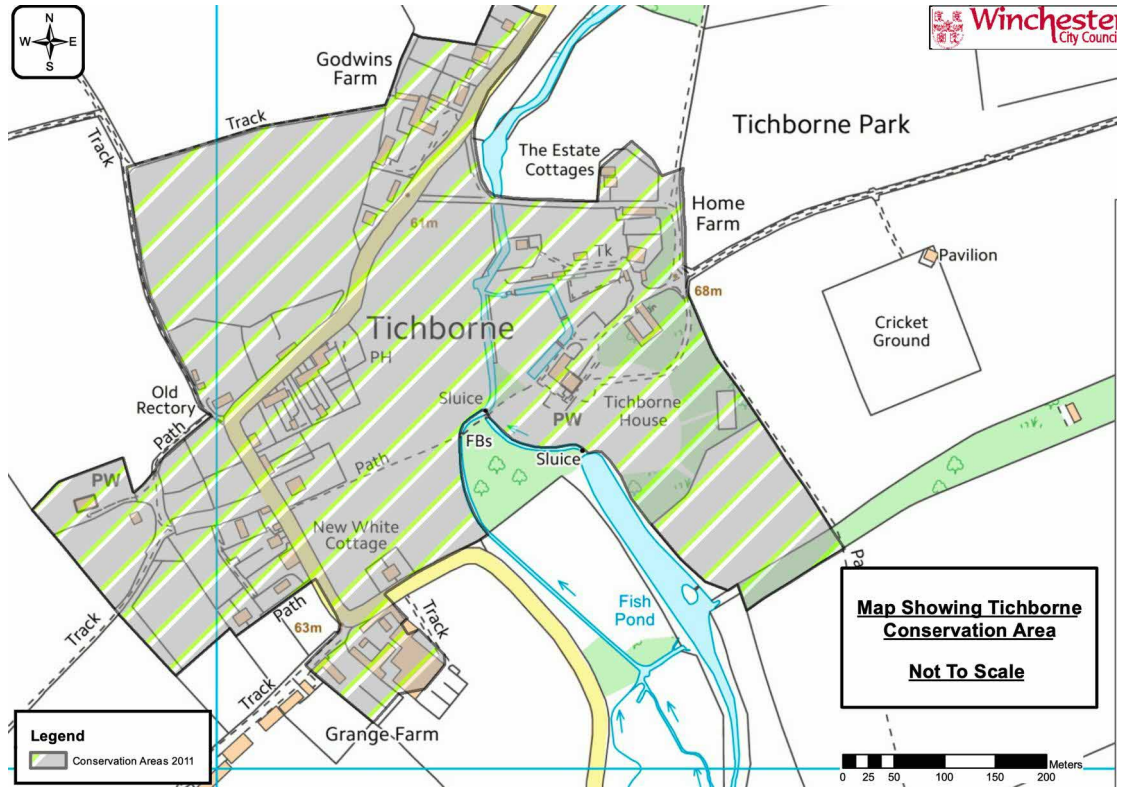 N
W E
S
Winchester
City Council
Godwins
Farm
Track
Track
Tichborne Park
The Estate
Cottages
Home
Farm
61m
Tk
Pavilion
68m
Cricket
Ground
Tichborne
PH
Old
Rectory
Path
Sluice
FBs
PW
Tichborne
House
Sluice
Path
PW
New White
Cottage
Path
63m
Track
Track
Track
Fish
Pond
Grange Farm
Map Showing Tichborne
Conservation Area
Not To Scale
Legend
Conservation Areas 2011
0 25 50 100 150 200 Meters